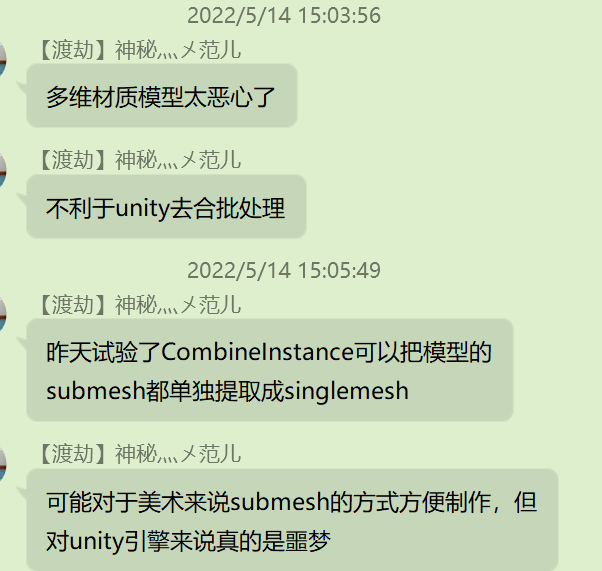 2022/5/14 15:03:56
【渡劫】神秘灬メ范儿
多维材质模型太恶心了
【渡劫】神秘灬メ范儿
不利于unity去合批处理
2022/5/14 15:05:49
【渡劫】神秘灬メ范儿
昨天试验了CombineInstance可以把模型的
submesh都单独提取成singlemesh
【渡劫】神秘灬メ范儿
可能对于美术来说submesh的方式方便制作，但
对unity引擎来说真的是噩梦